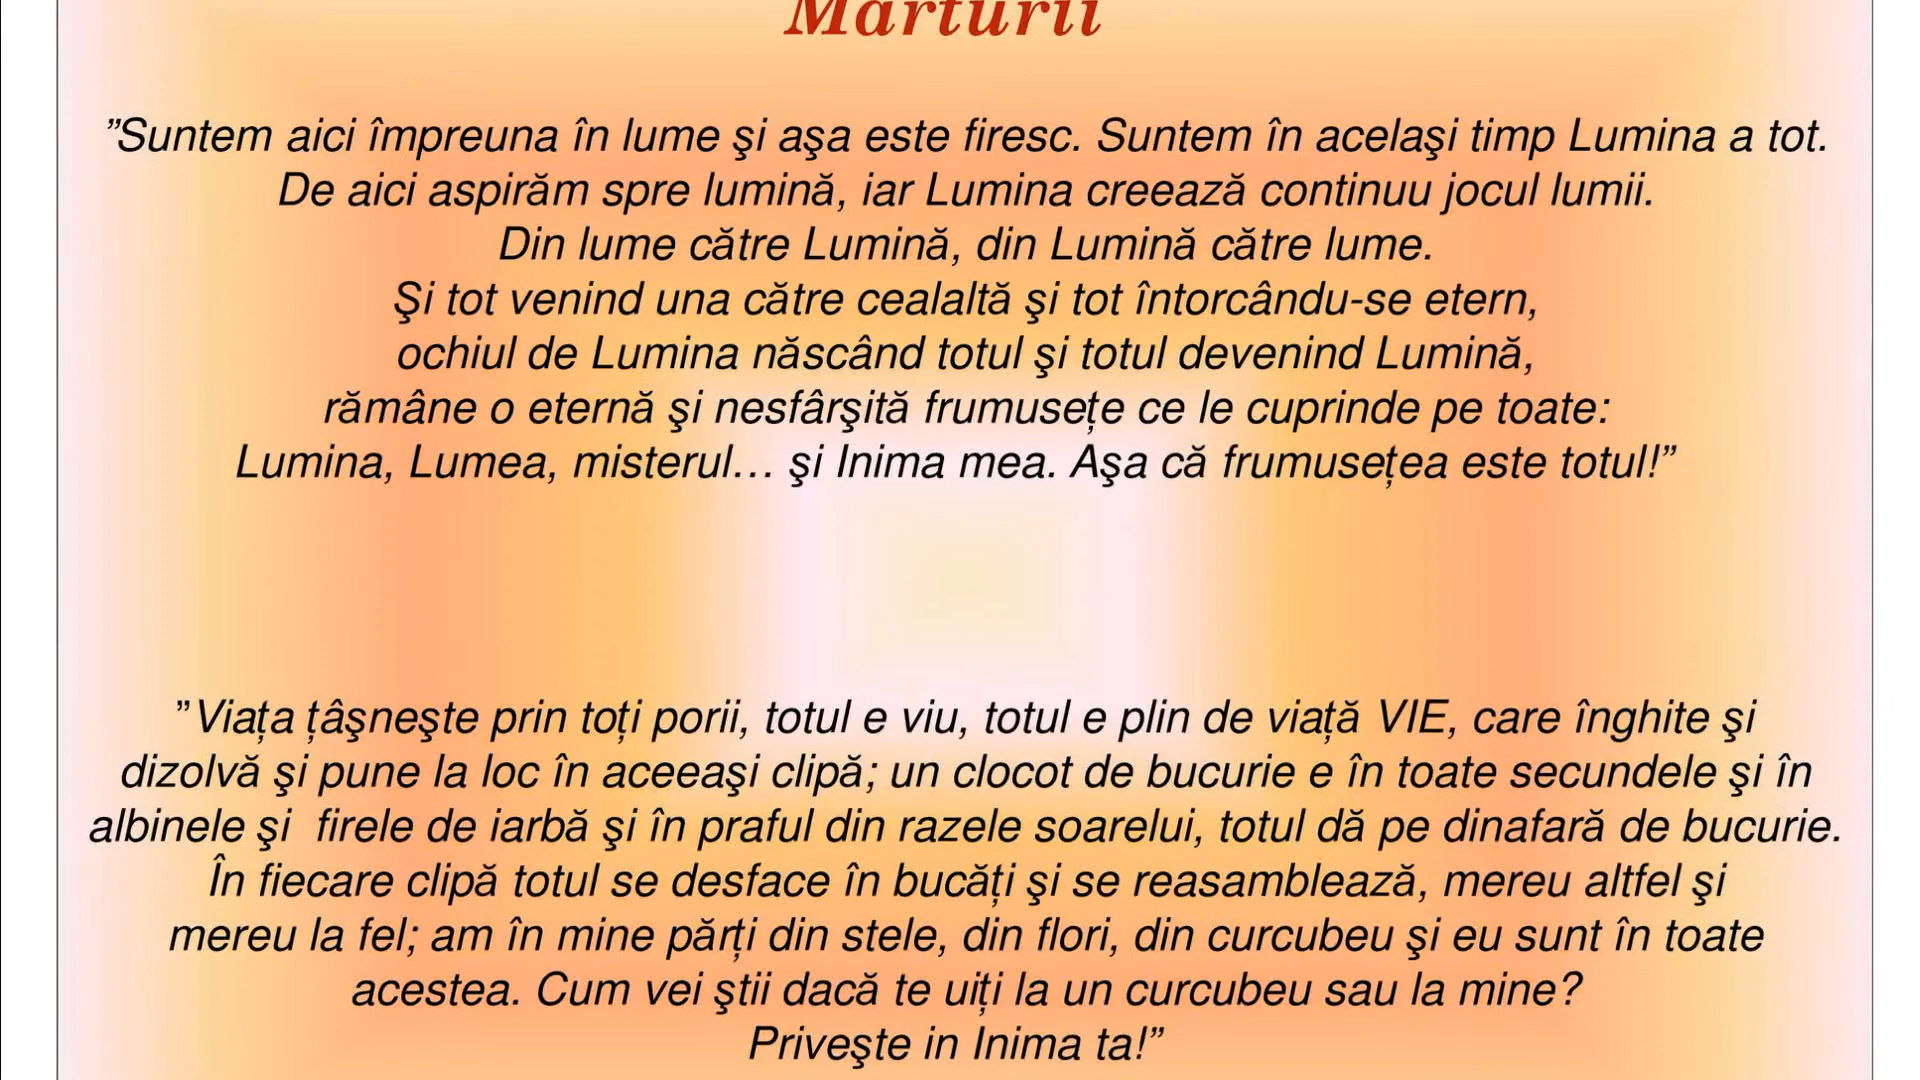 Mărturii
”Suntem aici împreuna în lume şi aşa este firesc. Suntem în acelaşi timp Lumina a tot.
De aici aspirăm spre lumină, iar Lumina creează continuu jocul lumii.
Din lume către Lumină, din Lumină către lume.
Şi tot venind una către cealaltă şi tot întorcându-se etern,
ochiul de Lumina născând totul şi totul devenind Lumină,
rămâne o eternă şi nesfârşită frumusețe ce le cuprinde pe toate:
Lumina, Lumea, misterul… şi Inima mea. Aşa că frumusețea este totul!”
”Viața țâşneşte prin toți porii, totul e viu, totul e plin de viață VIE, care înghite şi
dizolvă şi pune la loc în aceeaşi clipă; un clocot de bucurie e în toate secundele şi în
albinele şi  firele de iarbă şi în praful din razele soarelui, totul dă pe dinafară de bucurie.
În fiecare clipă totul se desface în bucăți şi se reasamblează, mereu altfel şi
mereu la fel; am în mine părți din stele, din flori, din curcubeu şi eu sunt în toate
acestea. Cum vei ştii dacă te uiți la un curcubeu sau la mine?
Priveşte in Inima ta!”